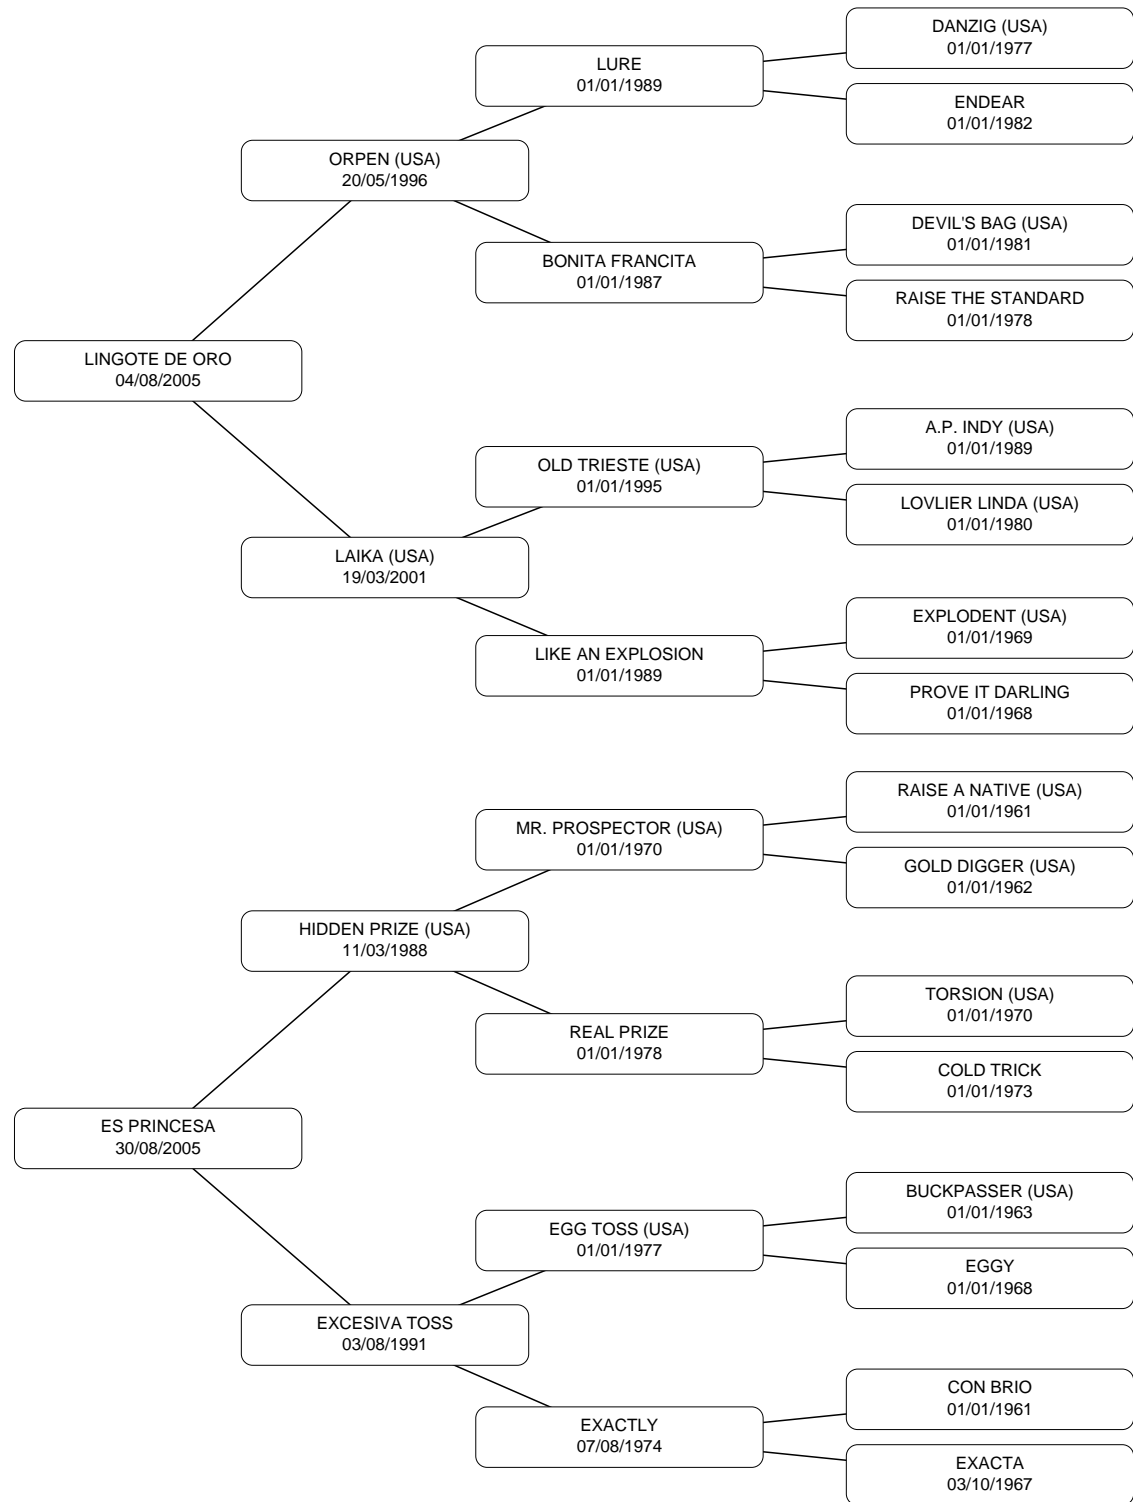 DANZIG (USA)
01/01/1977
LURE
01/01/1989
ENDEAR
01/01/1982
ORPEN (USA)
20/05/1996
DEVIL'S BAG (USA)
01/01/1981
BONITA FRANCITA
01/01/1987
RAISE THE STANDARD
01/01/1978
LINGOTE DE ORO
04/08/2005
A.P. INDY (USA)
01/01/1989
OLD TRIESTE (USA)
01/01/1995
LOVLIER LINDA (USA)
01/01/1980
LAIKA (USA)
19/03/2001
EXPLODENT (USA)
01/01/1969
LIKE AN EXPLOSION
01/01/1989
PROVE IT DARLING
01/01/1968
RAISE A NATIVE (USA)
01/01/1961
MR. PROSPECTOR (USA)
01/01/1970
GOLD DIGGER (USA)
01/01/1962
HIDDEN PRIZE (USA)
11/03/1988
TORSION (USA)
01/01/1970
REAL PRIZE
01/01/1978
COLD TRICK
01/01/1973
ES PRINCESA
30/08/2005
BUCKPASSER (USA)
01/01/1963
EGG TOSS (USA)
01/01/1977
EGGY
01/01/1968
EXCESIVA TOSS
03/08/1991
CON BRIO
01/01/1961
EXACTLY
07/08/1974
EXACTA
03/10/1967